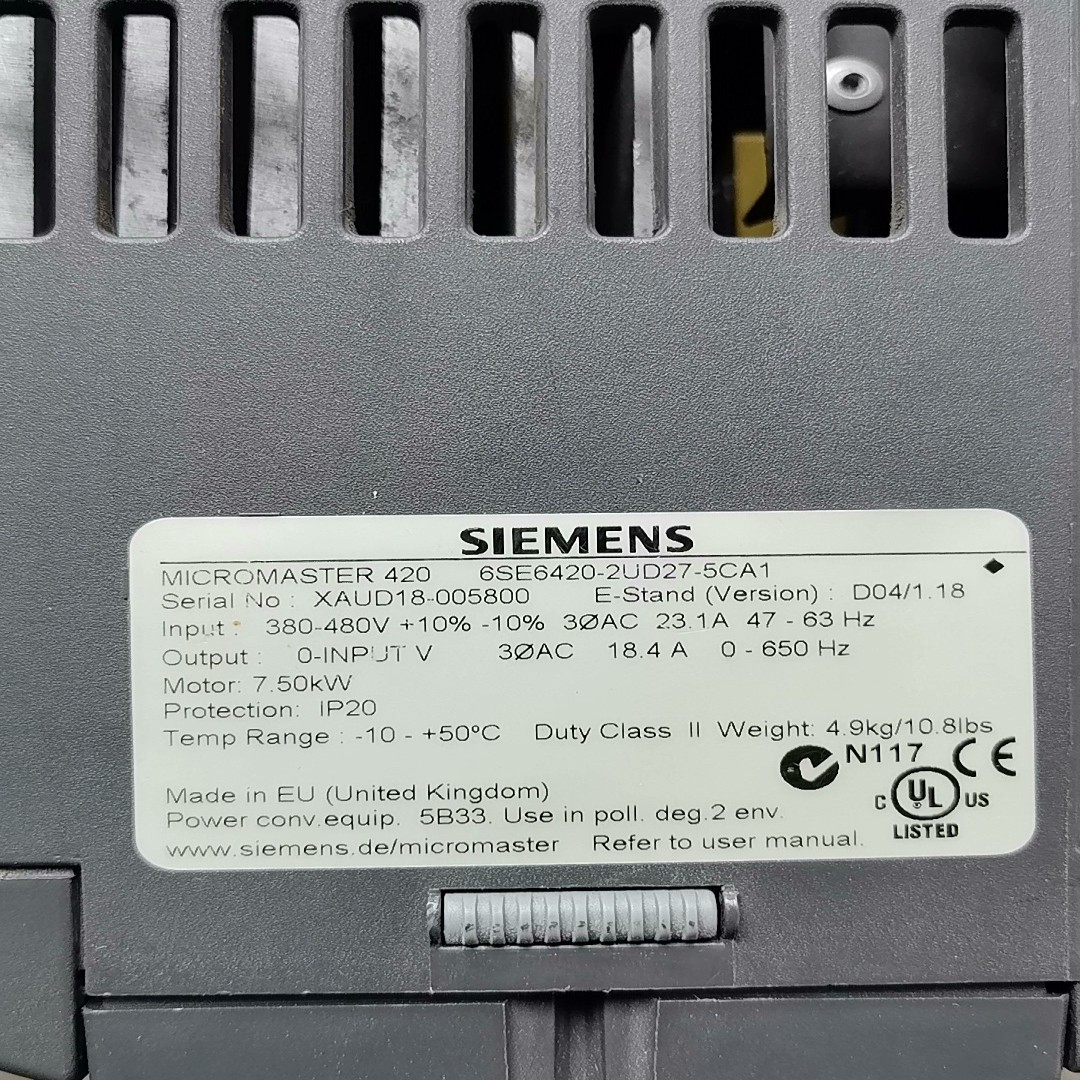 SIEMENS
MICROMASTER 420 6SE6420-2UD27-5CA1
Serial No : XAUD18-005800 E-Stand (Version) : D04/1.18
Input : 380-480V +10% -10% 3ØAC 23.1A 47 - 63 Hz
Output : 0-INPUT V 3ØAC 18.4 A 0 - 650 Hz
Motor: 7.50kW
Protection: IP20
Temp Range : -10 - +50°C Duty Class II Weight: 4.9kg/10.8lbs
N117 CE
Made in EU (United Kingdom)
Power conv.equip. 5B33. Use in poll. deg.2 env.
C UL US
www.siemens.de/micromaster Refer to user manual.
LISTED